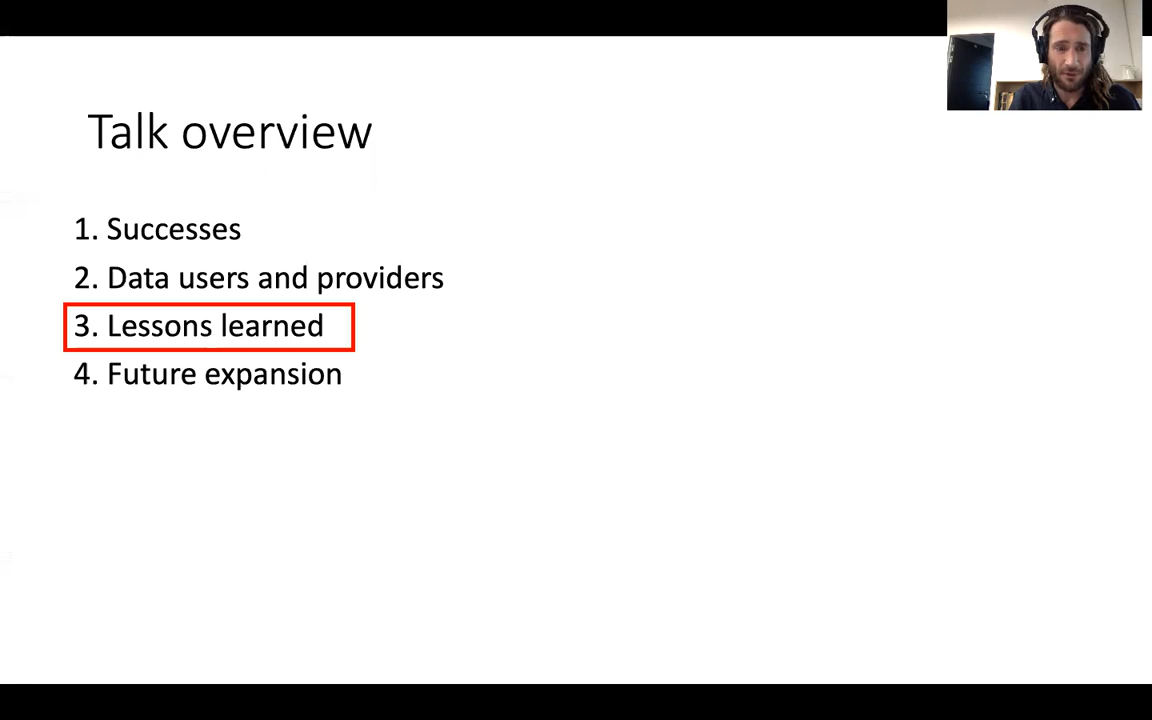 Talk overview
1. Successes
2. Data users and providers
3. Lessons learned
4. Future expansion